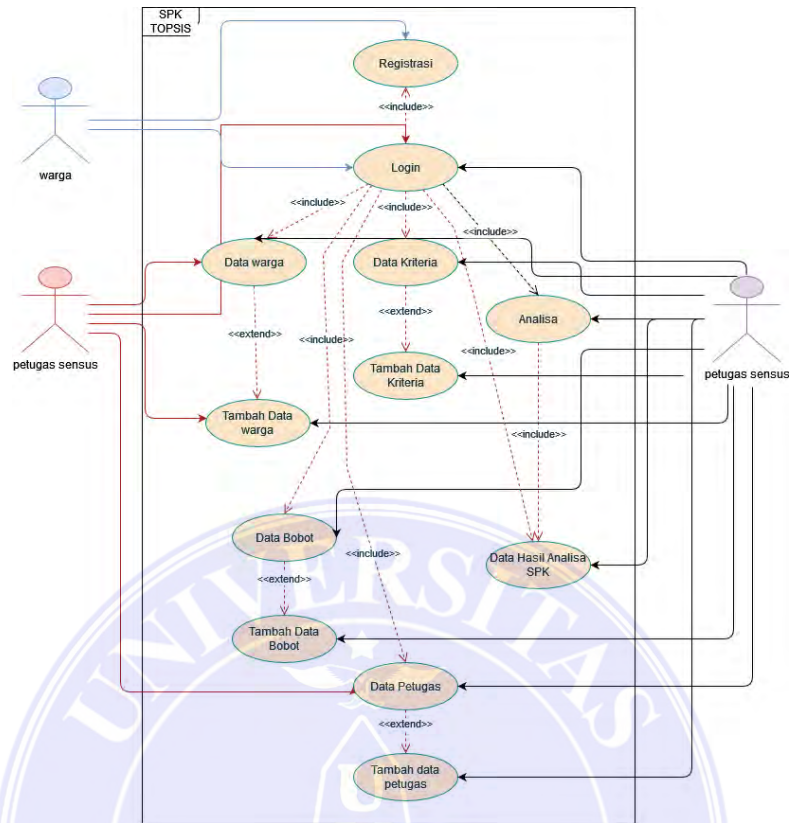 SPK
TOPSIS
Registrasi
<<include>>
warga
Login
<<include>>
<<include>>
<<include>>
Data warga
Data Kriteria
petugas sensus
<<extend>>
<<include>>
<<extend>>
<<include>>
Analisa
petugas sensus
Tambah Data
Kriteria
Tambah Data
warga
<<include>>
Data Bobot
<<include>>
Data Hasil Analisa
SPK
<<extend>>
Tambah Data
Bobot
Data Petugas
<<extend>>
Tambah data
petugas
UNIVERSITAS
U